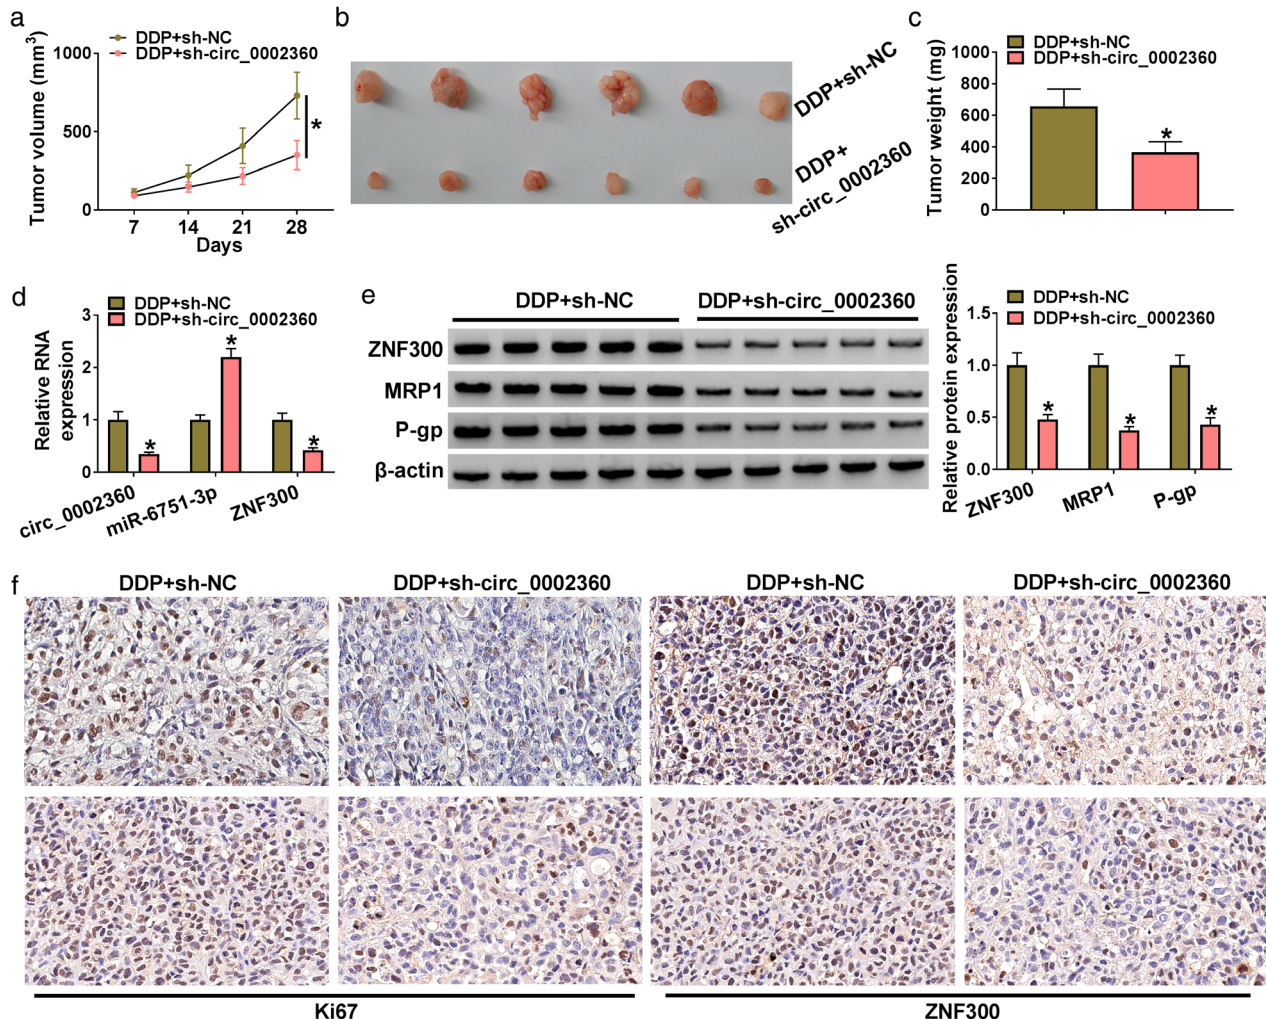 a
DDP+sh-NC
DDP+sh-circ_0002360
Tumor volume (mm3)
1000
500
0
7 14 21 28
Days
*
b
DDP+sh-NC
DDP+
sh-circ_0002360
c
DDP+sh-NC
DDP+sh-circ_0002360
Tumor weight (mg)
1000
800
600
400
200
0
*
d
DDP+sh-NC
DDP+sh-circ_0002360
Relative RNA
expression
3
2
1
0
* * *
circ_0002360 miR-6751-3p ZNF300
e
DDP+sh-NC DDP+sh-circ_0002360
ZNF300
MRP1
P-gp
β-actin
DDP+sh-NC
DDP+sh-circ_0002360
Relative protein expression
1.5
1.0
0.5
0.0
* * *
ZNF300 MRP1 P-gp
f
DDP+sh-NC DDP+sh-circ_0002360 DDP+sh-NC DDP+sh-circ_0002360
Ki67 ZNF300